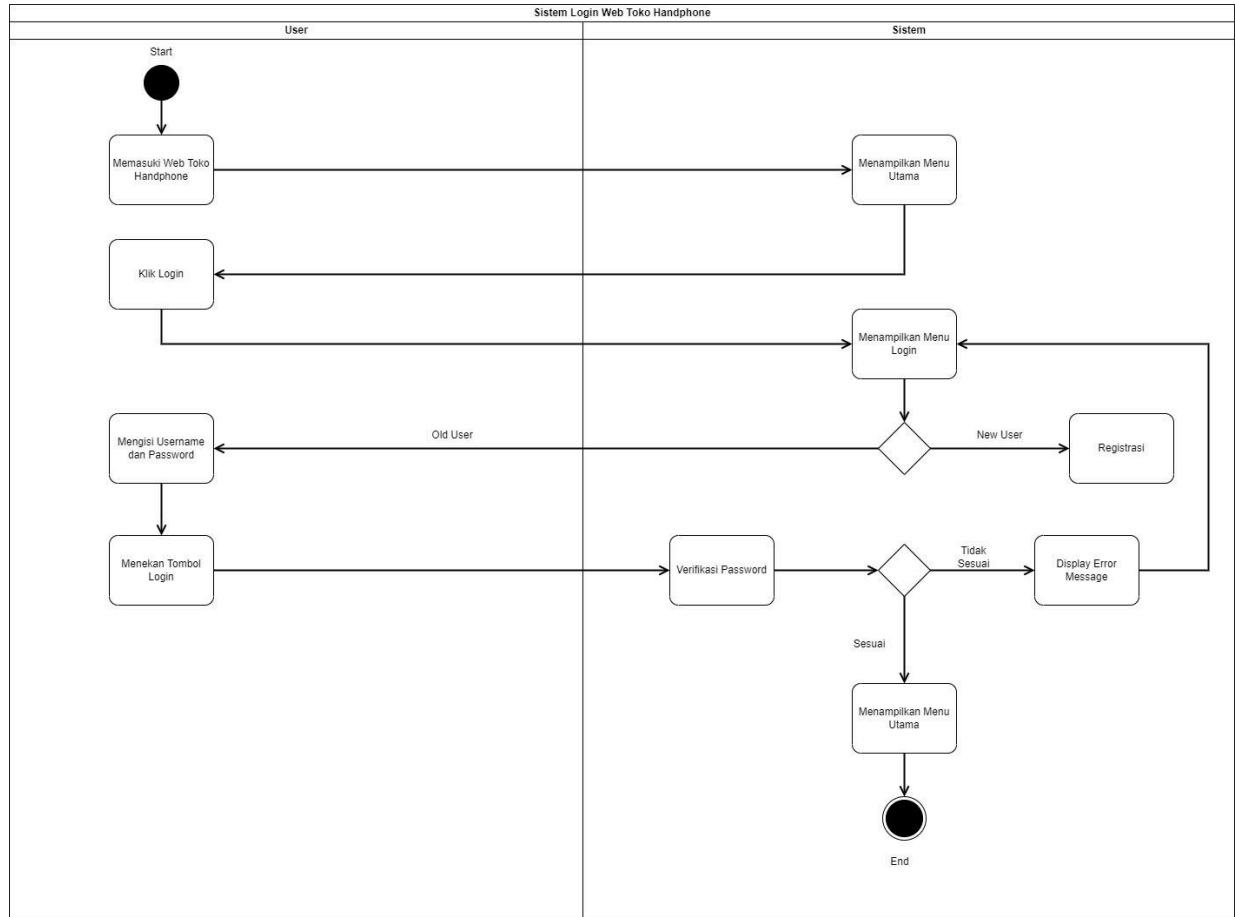 Sistem Login Web Toko Handphone
User
Sistem
Start
Memasuki Web Toko
Handphone
Menampilkan Menu
Utama
Klik Login
Menampilkan Menu
Login
Mengisi Username
dan Password
Old User
New User
Registrasi
Menekan Tombol
Login
Verifikasi Password
Tidak
Sesuai
Display Error
Message
Sesuai
Menampilkan Menu
Utama
End